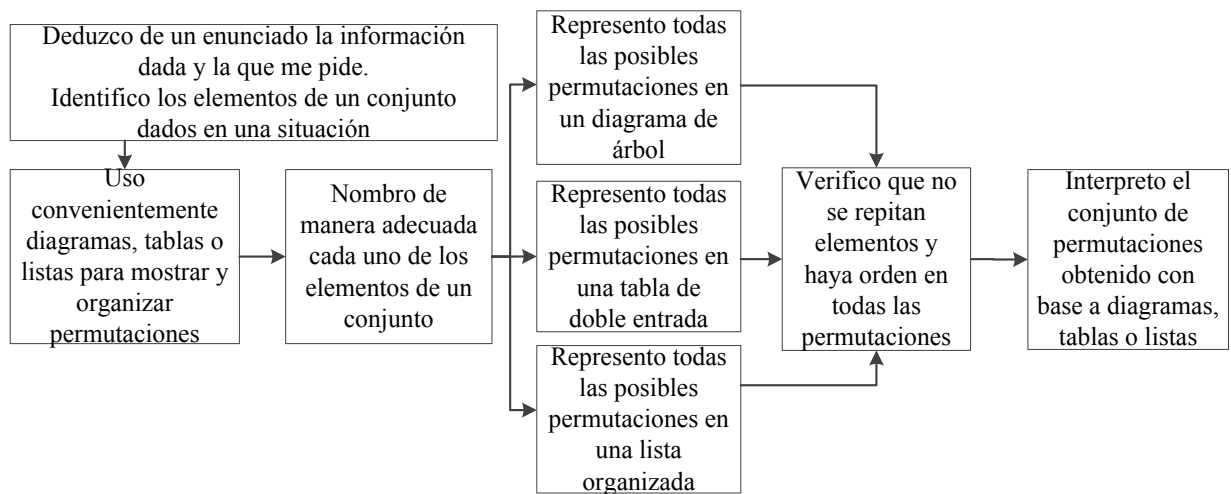 Deduzco de un enunciado la información
dada y la que me pide.
Identifico los elementos de un conjunto
dados en una situación
Uso
convenientemente
diagramas, tablas o
listas para mostrar y
organizar
permutaciones
Nombro de
manera adecuada
cada uno de los
elementos de un
conjunto
Represento todas
las posibles
permutaciones en
un diagrama de
árbol
Represento todas
las posibles
permutaciones en
una tabla de
doble entrada
Represento todas
las posibles
permutaciones en
una lista
organizada
Verifico que no
se repitan
elementos y
haya orden en
todas las
permutaciones
Interpreto el
conjunto de
permutaciones
obtenido con
base a diagramas,
tablas o listas